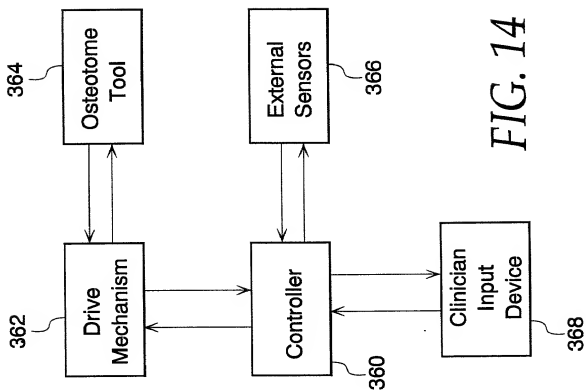 364
Osteotome
Tool
External
Sensors
366
362
Drive
Mechanism
Controller
360
Clinician
Input
Device
368
FIG. 14